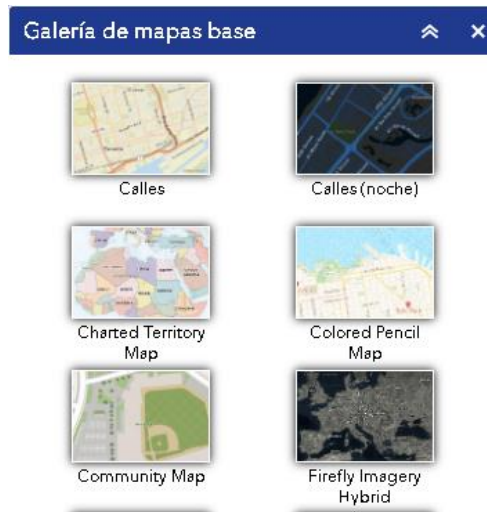 Galería de mapas base
Calles
Calles (noche)
Charted Territory
Map
Colored Pencil
Map
Community Map
Firefly Imagery
Hybrid